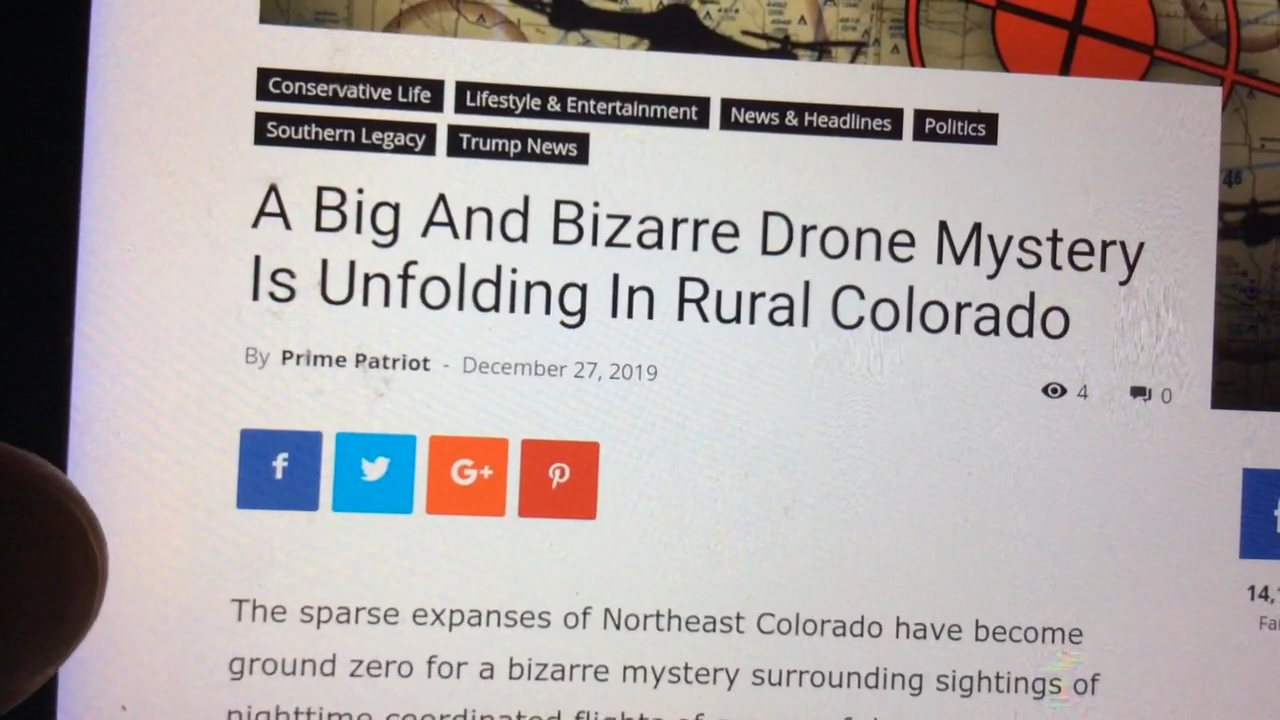 46
Conservative Life
Lifestyle & Entertainment
News & Headlines
Politics
Southern Legacy
Trump News
A Big And Bizarre Drone Mystery
Is Unfolding In Rural Colorado
By Prime Patriot - December 27, 2019
4
0
f
G+
14,
Fa
The sparse expanses of Northeast Colorado have become
ground zero for a bizarre mystery surrounding sightings of
nighttime coordinated flights of